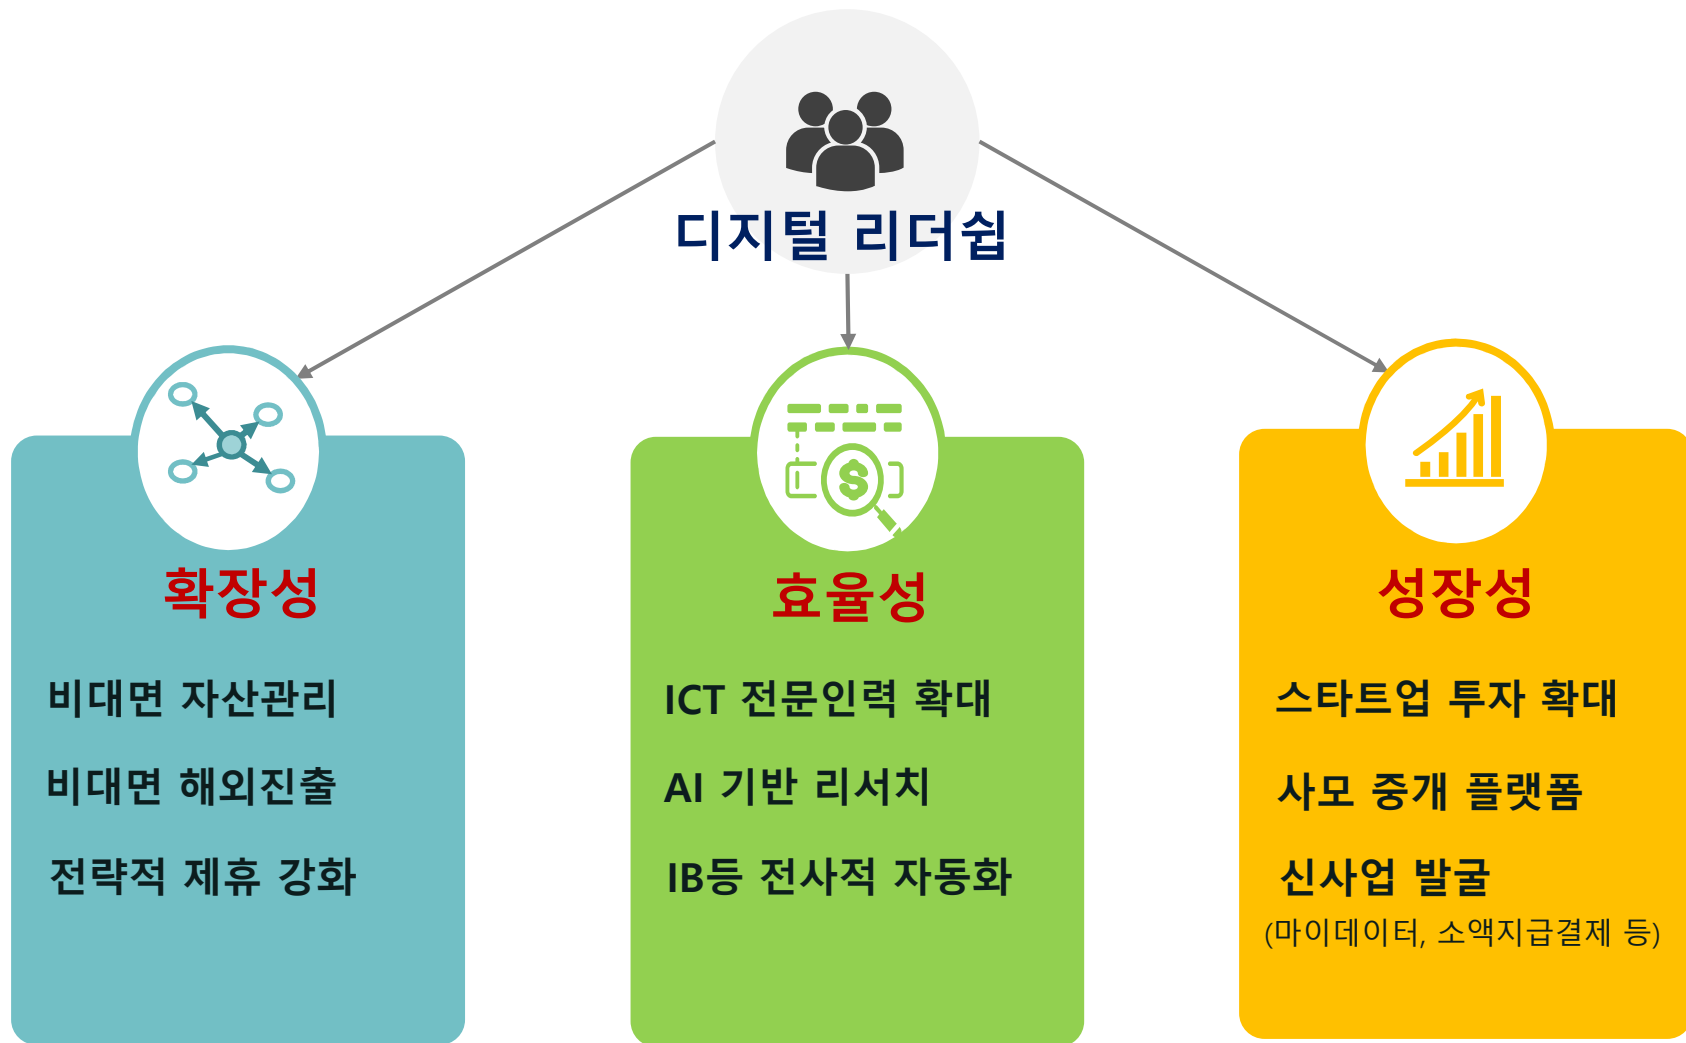 디지털 리더쉽
확장성
비대면 자산관리
비대면 해외진출
전략적 제휴 강화
효율성
$
ICT 전문인력 확대
AI 기반 리서치
IB등 전사적 자동화
성장성
스타트업 투자 확대
사모 중개 플랫폼
신사업 발굴
(마이데이터, 소액지급결제 등)